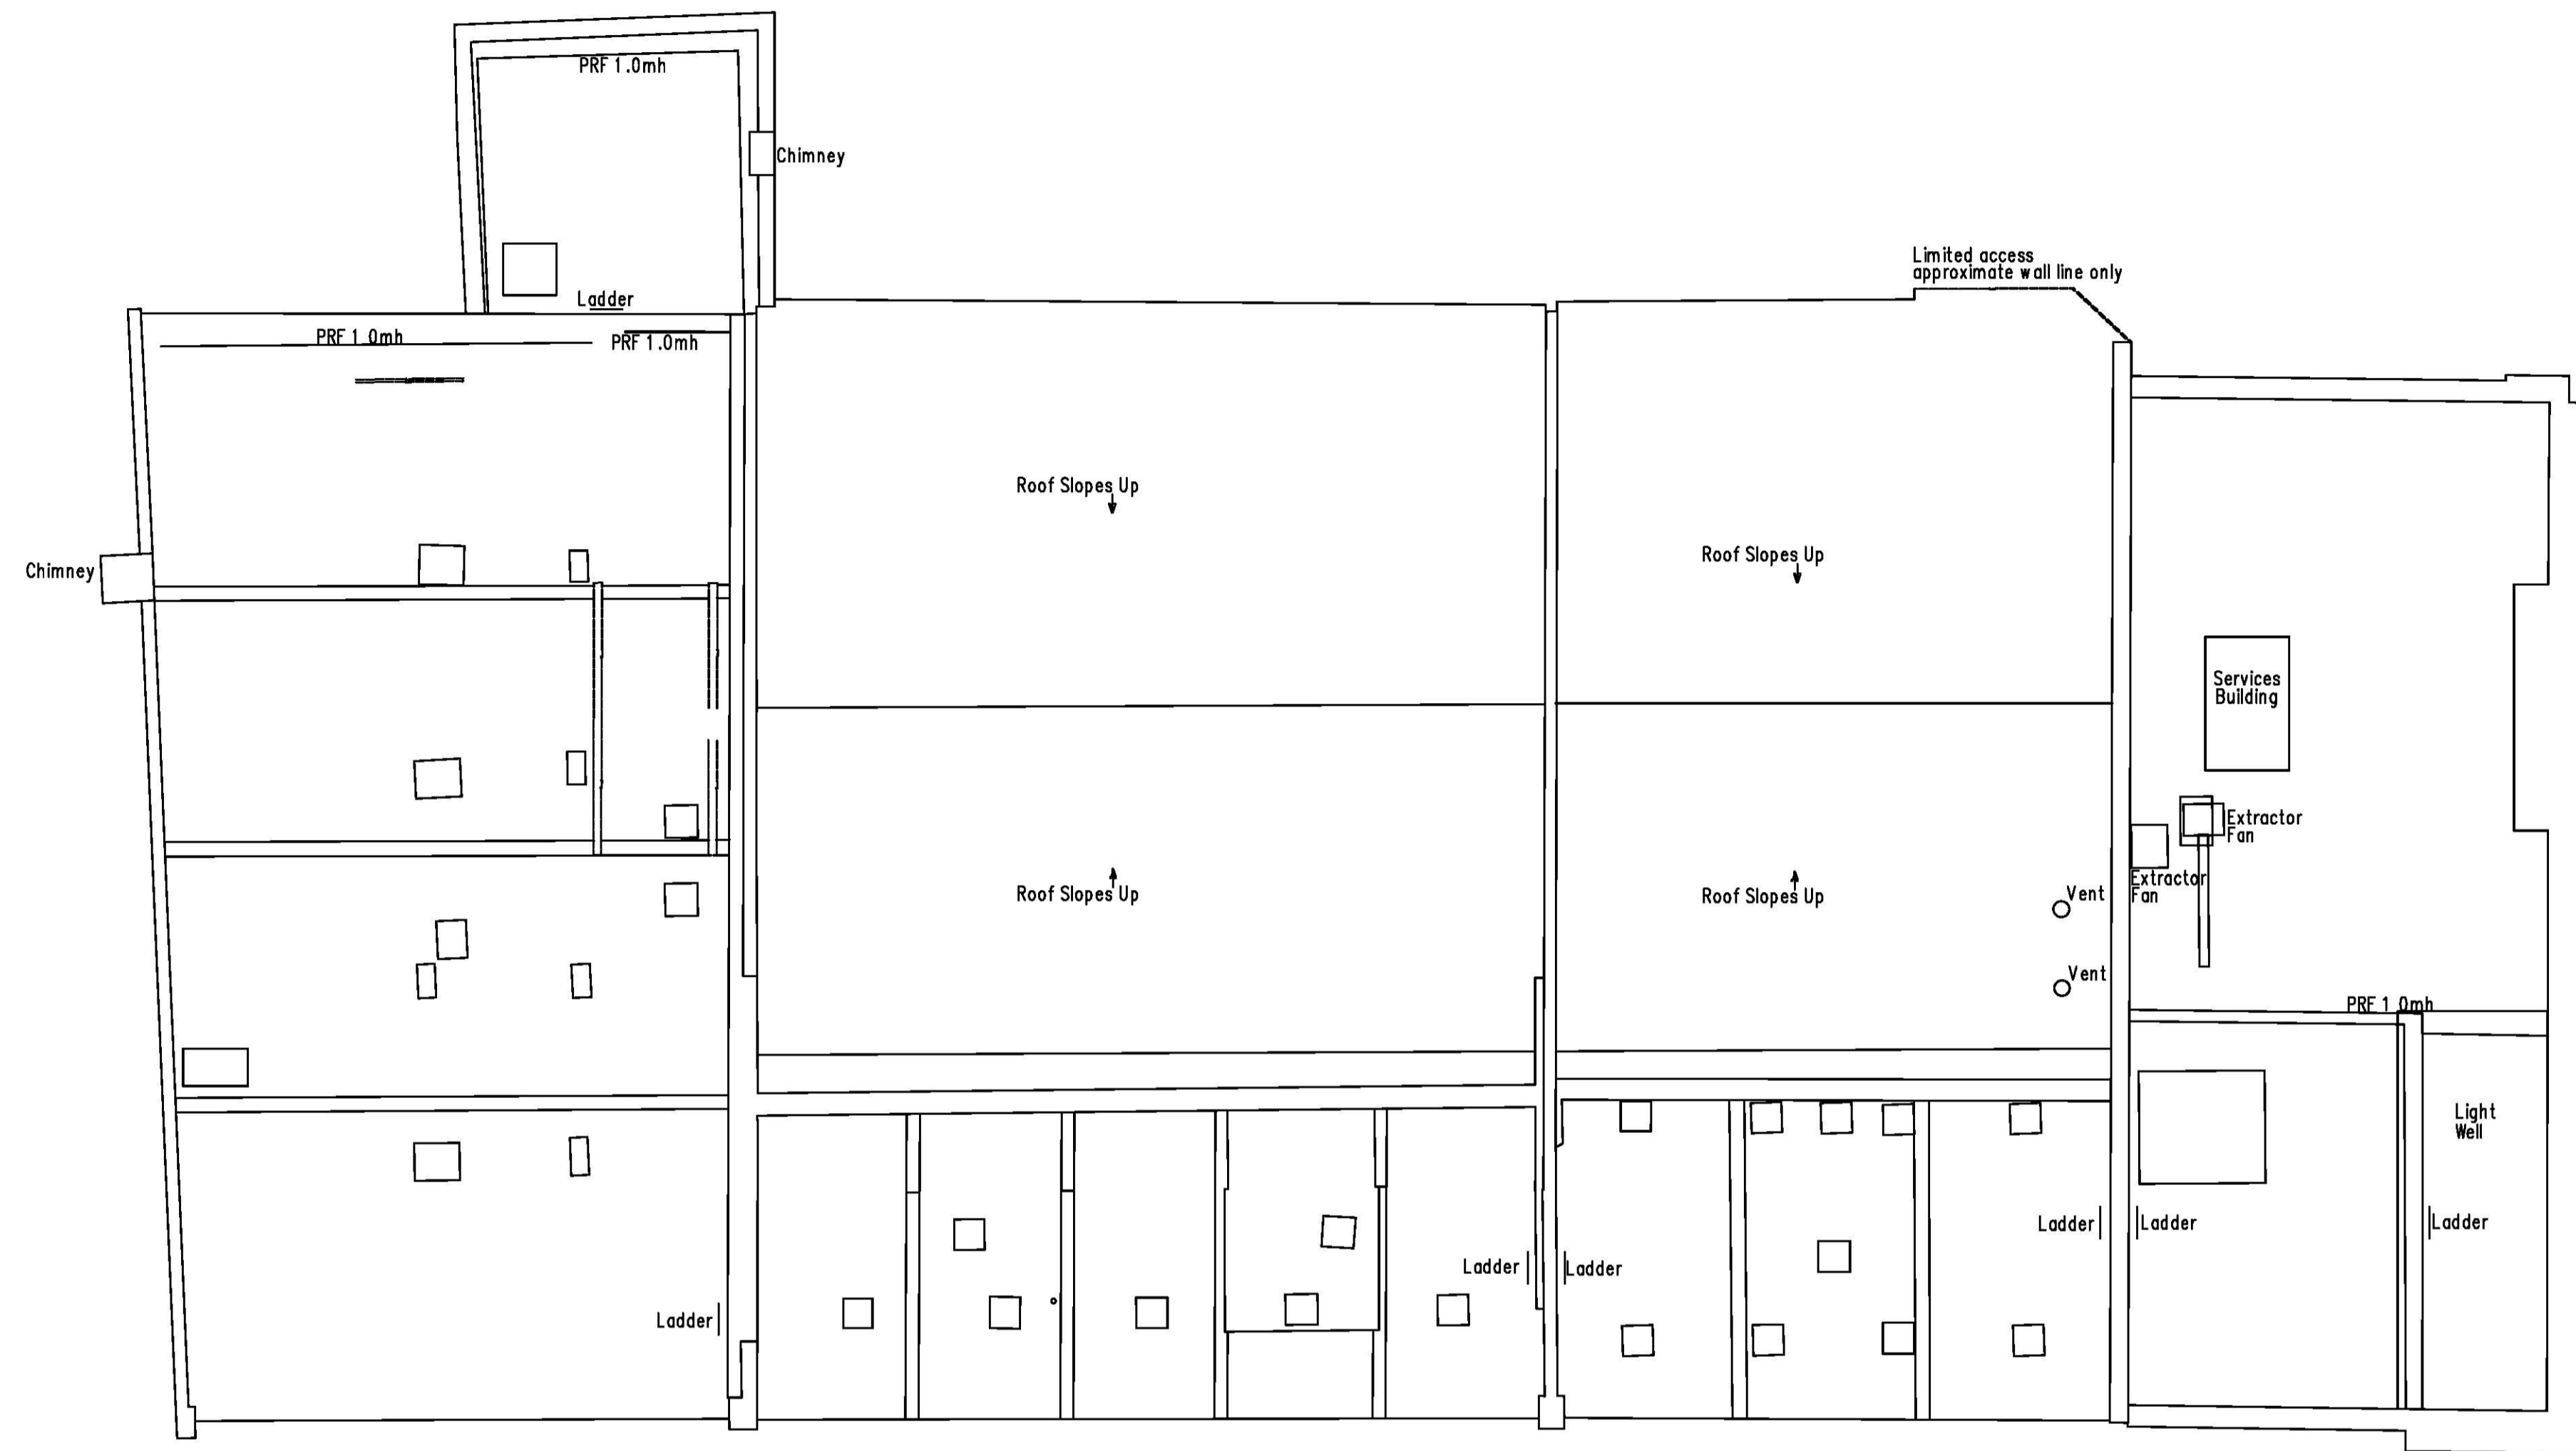 PRF 1.0mh
Chimney
Limited access
approximate wall line only
Ladder
PRF 1.0mh
PRF 1.0mh
Roof Slopes Up
Roof Slopes Up
Chimney
Services
Building
Extractor
Fan
Extractor
Fan
Roof Slopes Up
Roof Slopes Up
Vent
Vent
PRF 1.0mh
Light
Well
Ladder
Ladder
Ladder
Ladder
Ladder
Ladder